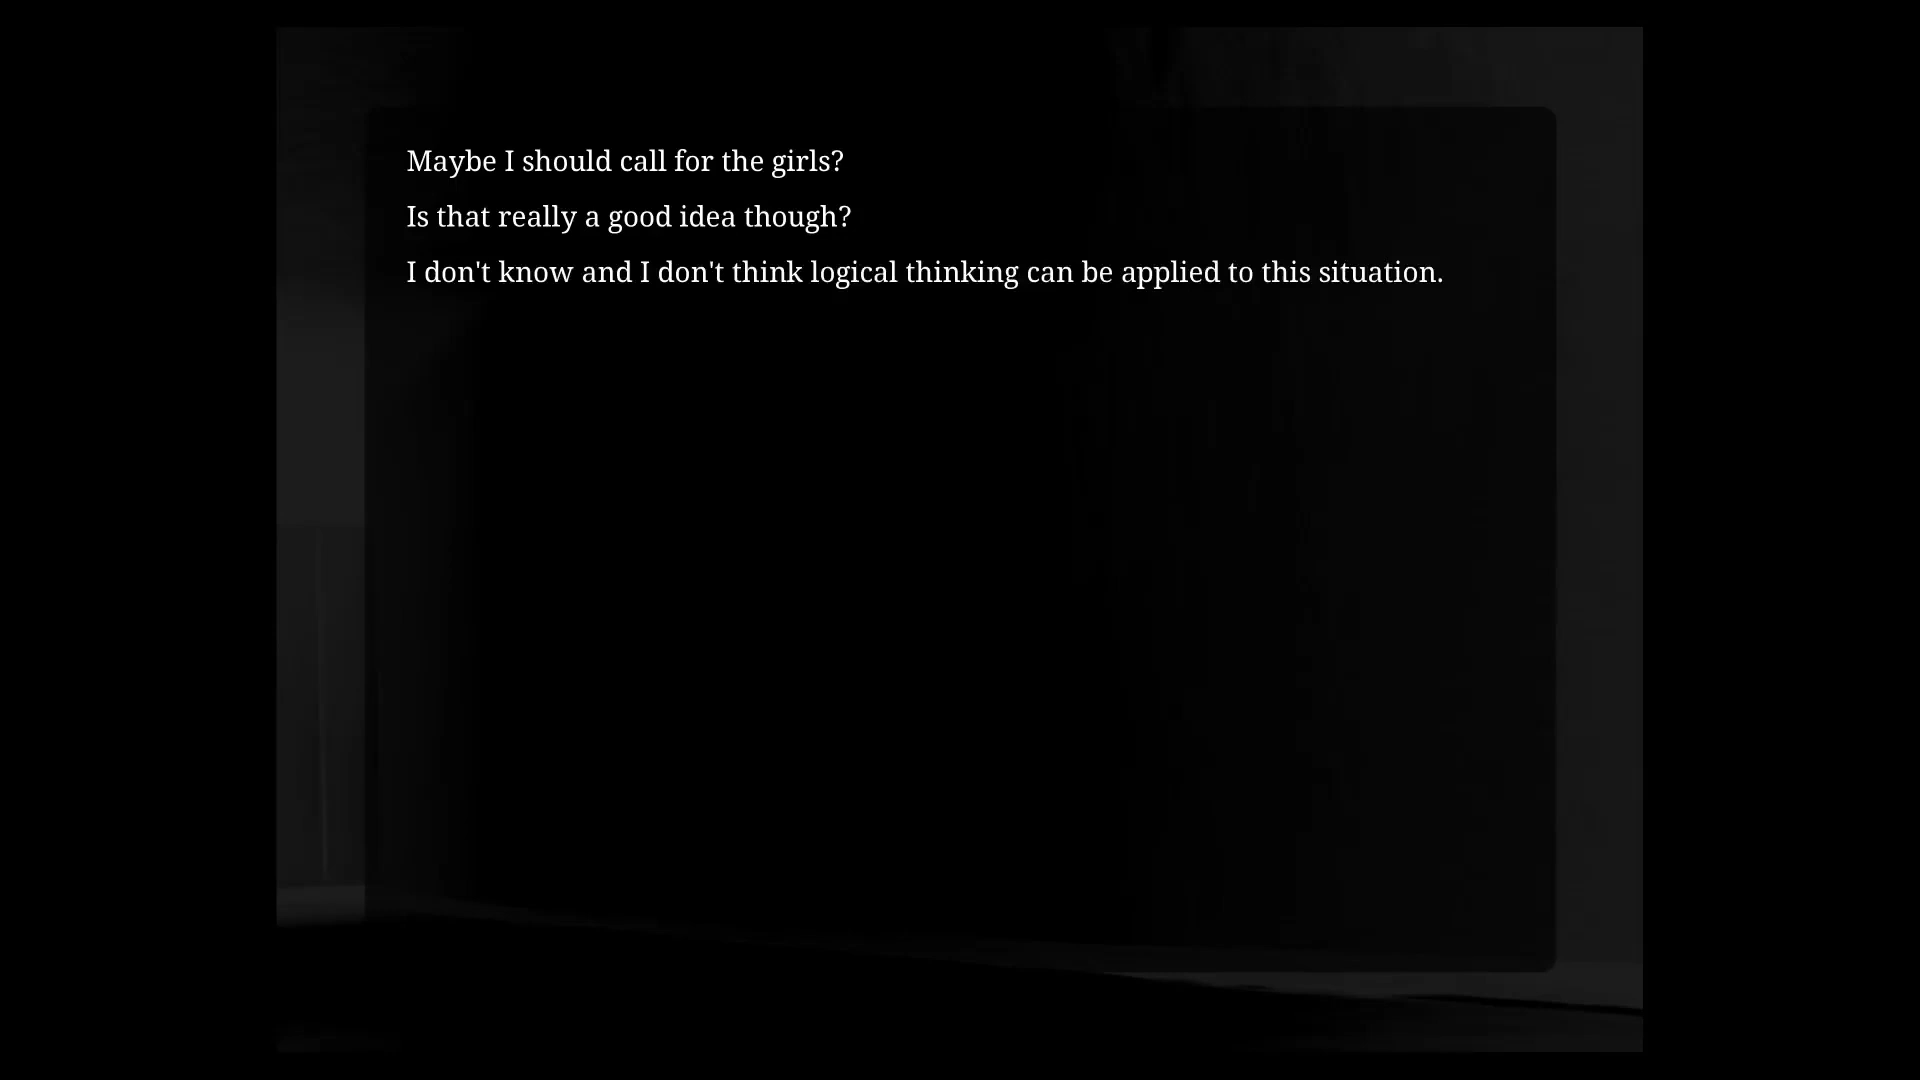 Maybe I should call for the girls?
Is that really a good idea though?
I don't know and I don't think logical thinking can be applied to this situation.